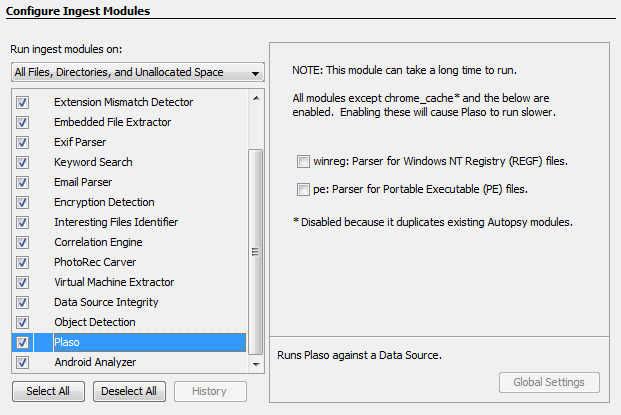 Configure Ingest Modules
Run ingest modules on:
All Files, Directories, and Unallocated Space
Extension Mismatch Detector
Embedded File Extractor
Exif Parser
Keyword Search
Email Parser
Encryption Detection
Interesting Files Identifier
Correlation Engine
PhotoRec Carver
Virtual Machine Extractor
Data Source Integrity
Object Detection
Plaso
Android Analyzer
Select All
Deselect All
History
NOTE: This module can take a long time to run.
All modules except chrome_cache* and the below are
enabled. Enabling these will cause Plaso to run slower.
winreg: Parser for Windows NT Registry (REGF) files.
pe: Parser for Portable Executable (PE) files.
* Disabled because it duplicates existing Autopsy modules.
Runs Plaso against a Data Source.
Global Settings